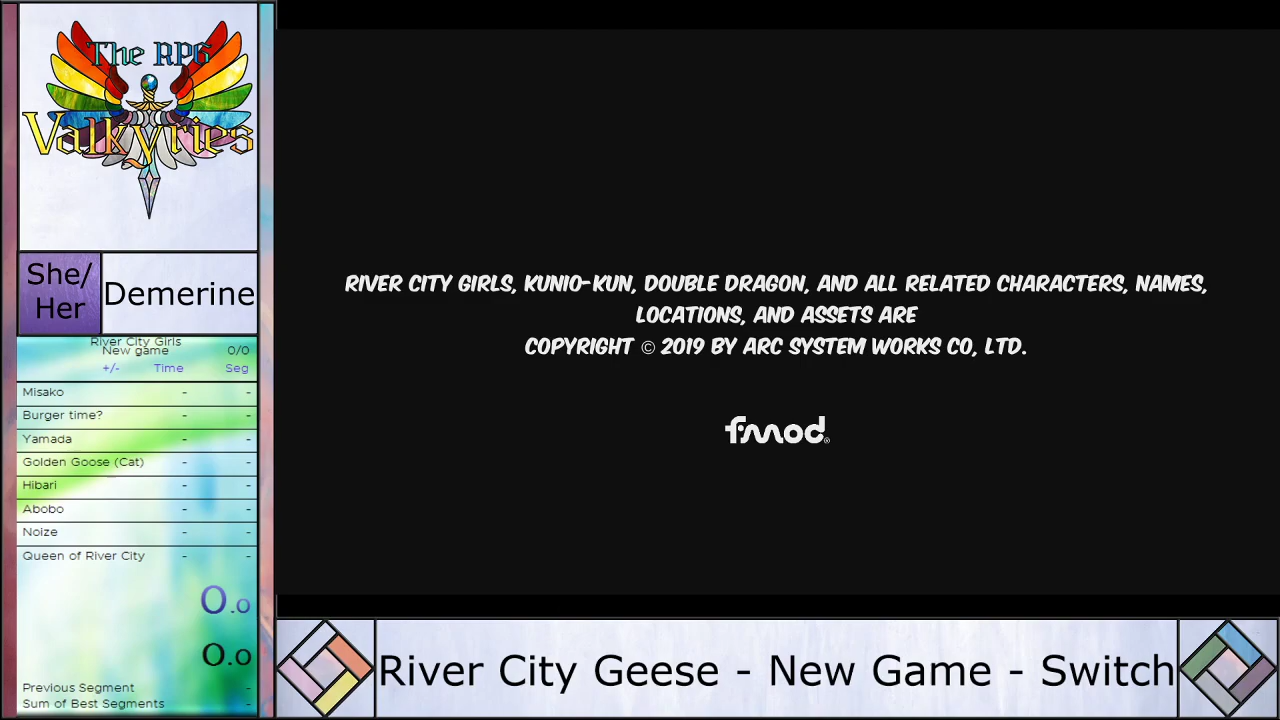 The RPG
Valkyries
She/
Her
Demerine
River City Girls
New game 0/0
+/- Time Seg
Misako - -
Burger time? - -
Yamada - -
Golden Goose (Cat) - -
Hibari - -
Abobo - -
Noize - -
Queen of River City - -
0.0
0.0
Previous Segment -
Sum of Best Segments -
RIVER CITY GIRLS, KUNIO-KUN, DOUBLE DRAGON, AND ALL RELATED CHARACTERS, NAMES,
LOCATIONS, AND ASSETS ARE
COPYRIGHT © 2019 BY ARC SYSTEM WORKS CO, LTD.
fmod®
River City Geese - New Game - Switch